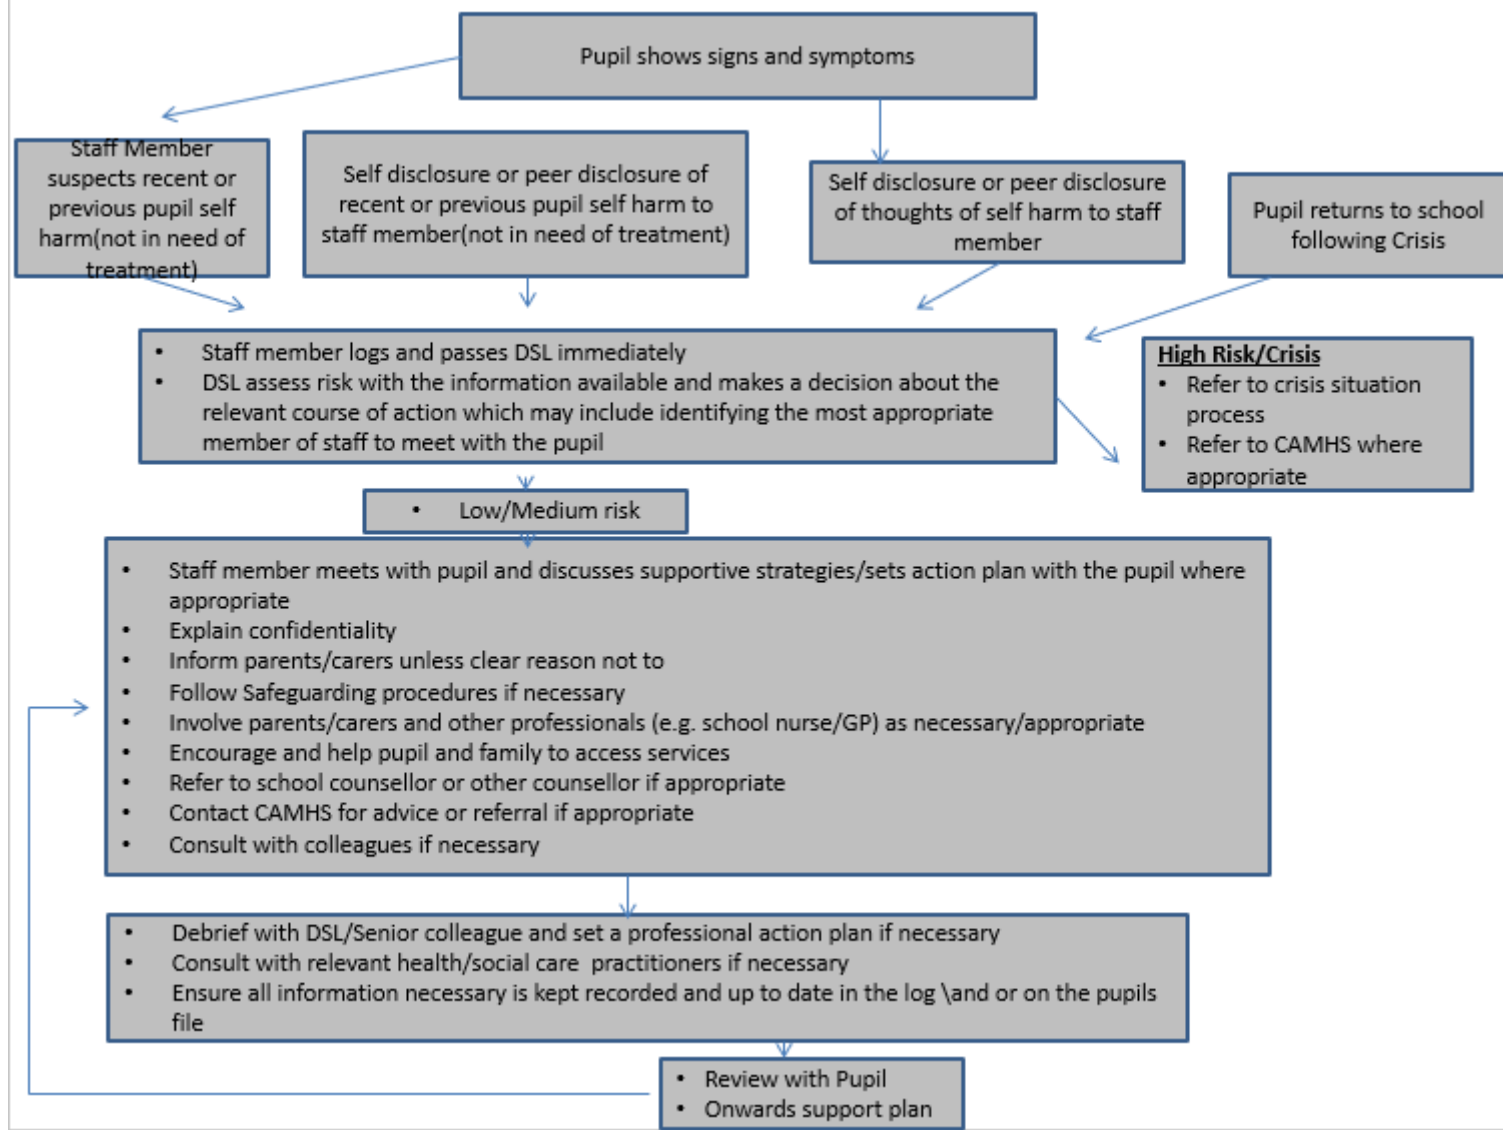 Pupil shows signs and symptoms
Staff Member
suspects recent or
previous pupil self
harm(not in need of
treatment)
Self disclosure or peer disclosure of
recent or previous pupil self harm to
staff member(not in need of treatment)
Self disclosure or peer disclosure
of thoughts of self harm to staff
member
Pupil returns to school
following Crisis
• Staff member logs and passes DSL immediately
• DSL assess risk with the information available and makes a decision about the
relevant course of action which may include identifying the most appropriate
member of staff to meet with the pupil
High Risk/Crisis
• Refer to crisis situation
process
• Refer to CAMHS where
appropriate
• Low/Medium risk
• Staff member meets with pupil and discusses supportive strategies/sets action plan with the pupil where
appropriate
• Explain confidentiality
• Inform parents/carers unless clear reason not to
• Follow Safeguarding procedures if necessary
• Involve parents/carers and other professionals (e.g. school nurse/GP) as necessary/appropriate
• Encourage and help pupil and family to access services
• Refer to school counsellor or other counsellor if appropriate
• Contact CAMHS for advice or referral if appropriate
• Consult with colleagues if necessary
• Debrief with DSL/Senior colleague and set a professional action plan if necessary
• Consult with relevant health/social care  practitioners if necessary
• Ensure all information necessary is kept recorded and up to date in the log \and or on the pupils
file
• Review with Pupil
• Onwards support plan